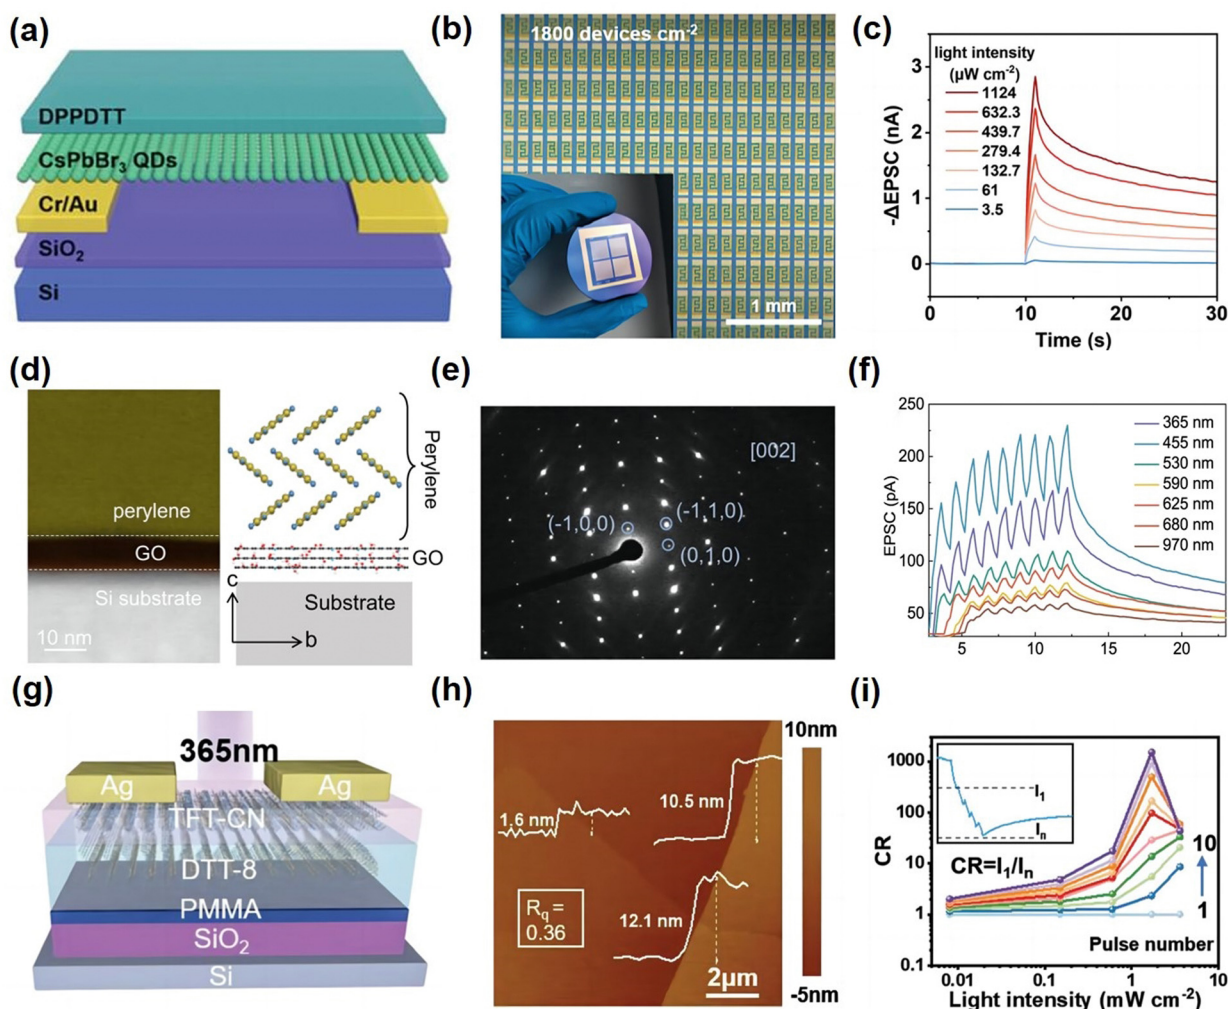 (a)
DPPDTT
CsPbBr3 QDs
Cr/Au
SiO2
Si
(b)
1800 devices cm-2
1 mm
(c)
light intensity
(μW cm-2)
1124
632.3
439.7
279.4
132.7
61
3.5
-ΔEPSC (nA)
3
2
1
0
0 10 20 30
Time (s)
(d)
perylene
GO
Si substrate
10 nm
Perylene
GO
Substrate
c
b
(e)
[002]
(-1,0,0)
(-1,1,0)
(0,1,0)
(f)
EPSC (pA)
250
200
150
100
50
5 10 15 20
365 nm
455 nm
530 nm
590 nm
625 nm
680 nm
970 nm
(g)
365nm
Ag Ag
TFT-CN
DTT-8
PMMA
SiO2
Si
(h)
1.6 nm
10.5 nm
12.1 nm
Rq =
0.36
2μm
10nm
-5nm
(i)
CR
1000
100
10
1
0.1
I1
In
CR=I1/In
10
1
Pulse number
0.01 0.1 1 10
Light intensity (mW cm-2)